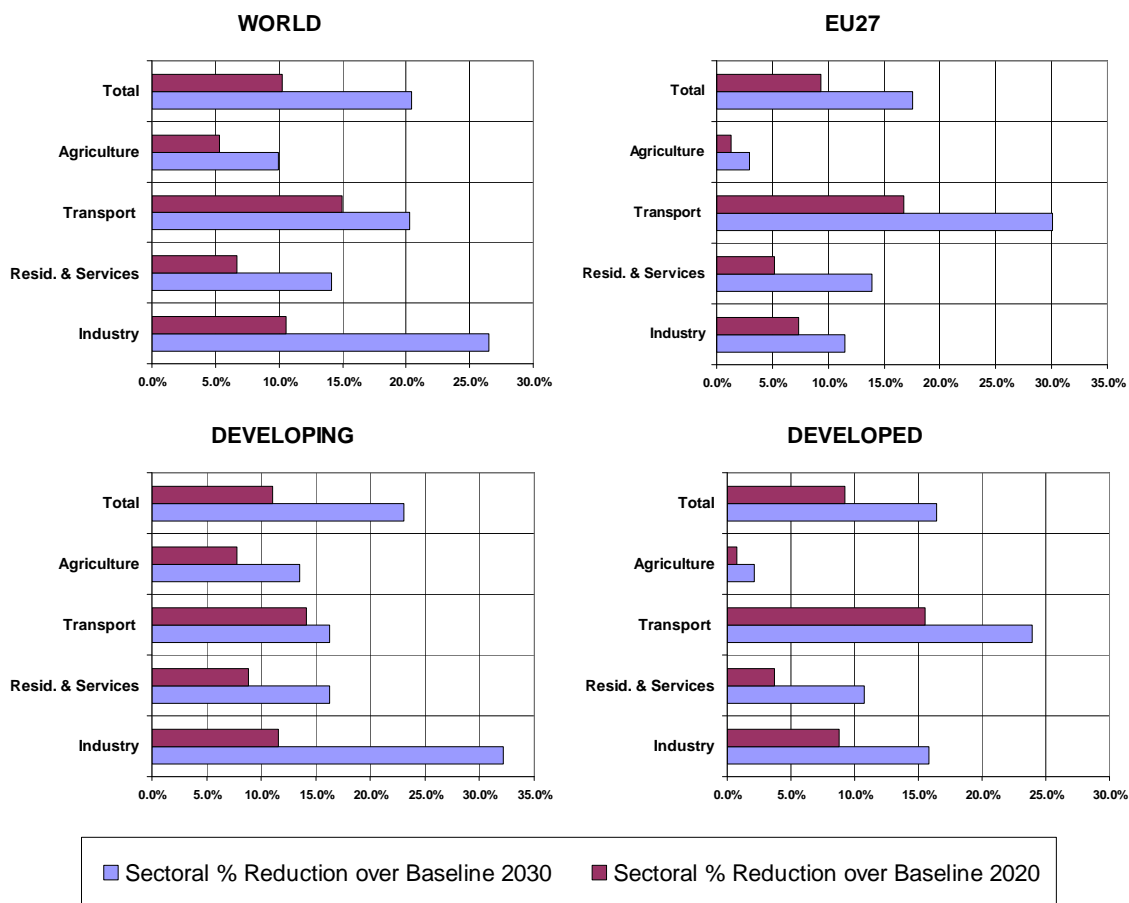 WORLD
Total
Agriculture
Transport
Resid. & Services
Industry
0.0% 5.0% 10.0% 15.0% 20.0% 25.0% 30.0%
EU27
Total
Agriculture
Transport
Resid. & Services
Industry
0.0% 5.0% 10.0% 15.0% 20.0% 25.0% 30.0% 35.0%
DEVELOPING
Total
Agriculture
Transport
Resid. & Services
Industry
0.0% 5.0% 10.0% 15.0% 20.0% 25.0% 30.0% 35.0%
DEVELOPED
Total
Agriculture
Transport
Resid. & Services
Industry
0.0% 5.0% 10.0% 15.0% 20.0% 25.0% 30.0%
Sectoral % Reduction over Baseline 2030 Sectoral % Reduction over Baseline 2020